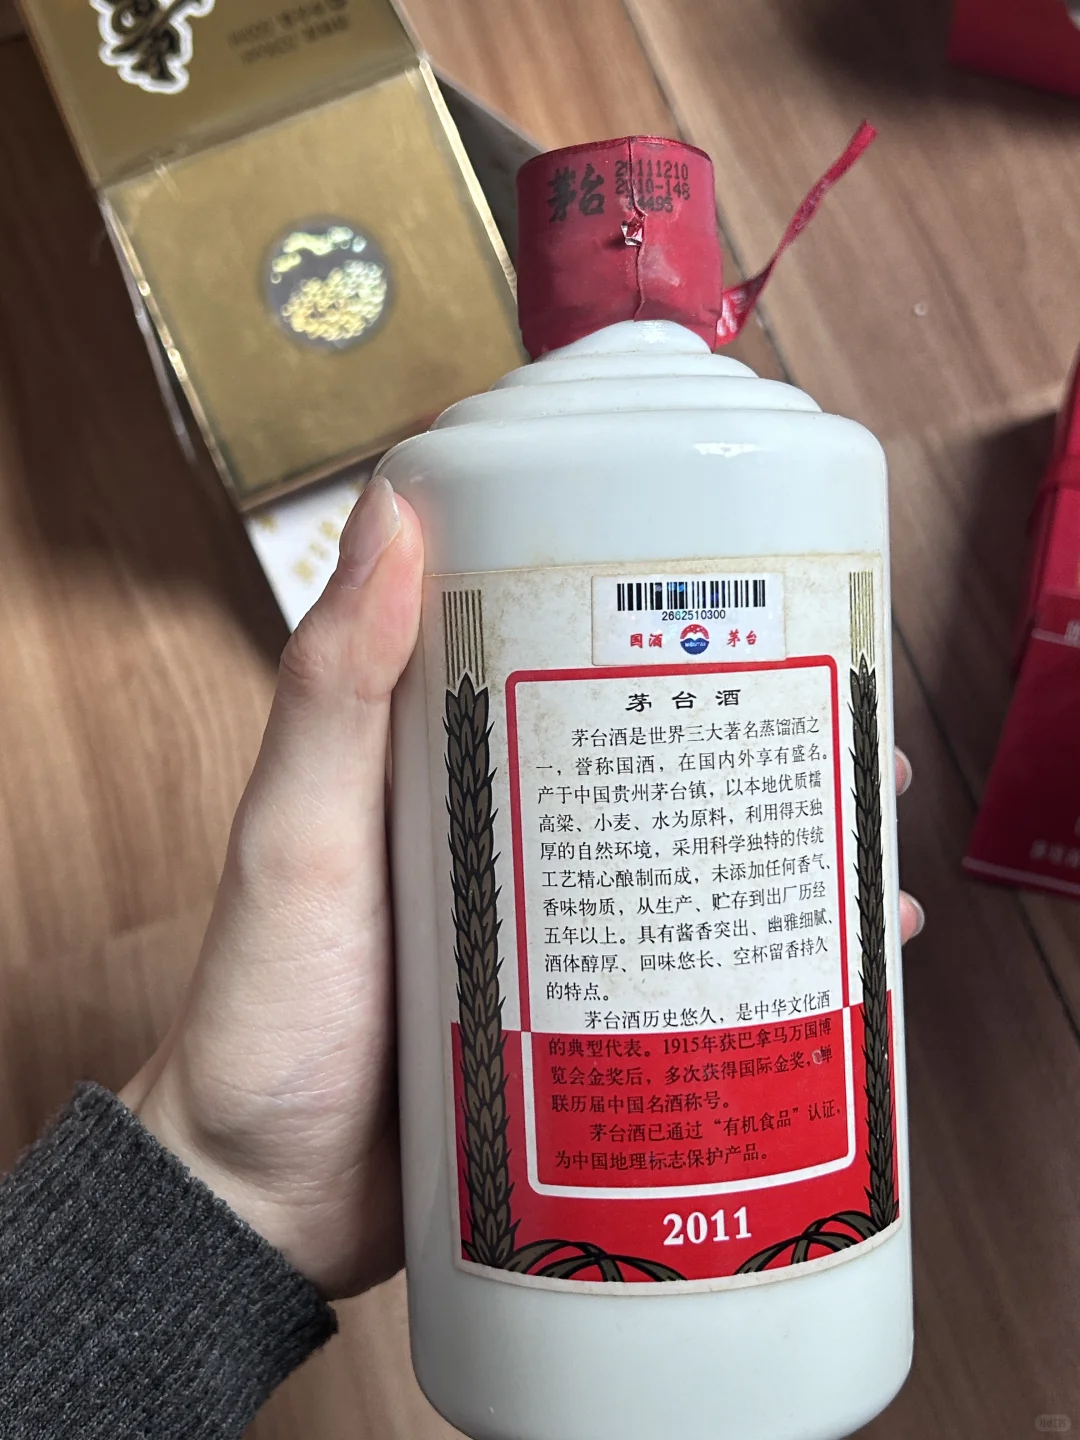 茅台
20111210
2010-148
2662510300
国酒
MOUTAI
茅台
茅台酒
茅台酒是世界三大著名蒸馏酒之
一，誉称国酒，在国内外享有盛名。
产于中国贵州茅台镇，以本地优质糯
高粱、小麦、水为原料，利用得天独
厚的自然环境，采用科学独特的传统
工艺精心酿制而成，未添加任何香气、
香味物质，从生产、贮存到出厂历经
五年以上。具有酱香突出、幽雅细腻、
酒体醇厚、回味悠长、空杯留香持久
的特点。
茅台酒历史悠久，是中华文化酒
的典型代表。1915年获巴拿马万国博
览会金奖后，多次获得国际金奖，蝉
联历届中国名酒称号。
茅台酒已通过“有机食品”认证，
为中国地理标志保护产品。
2011